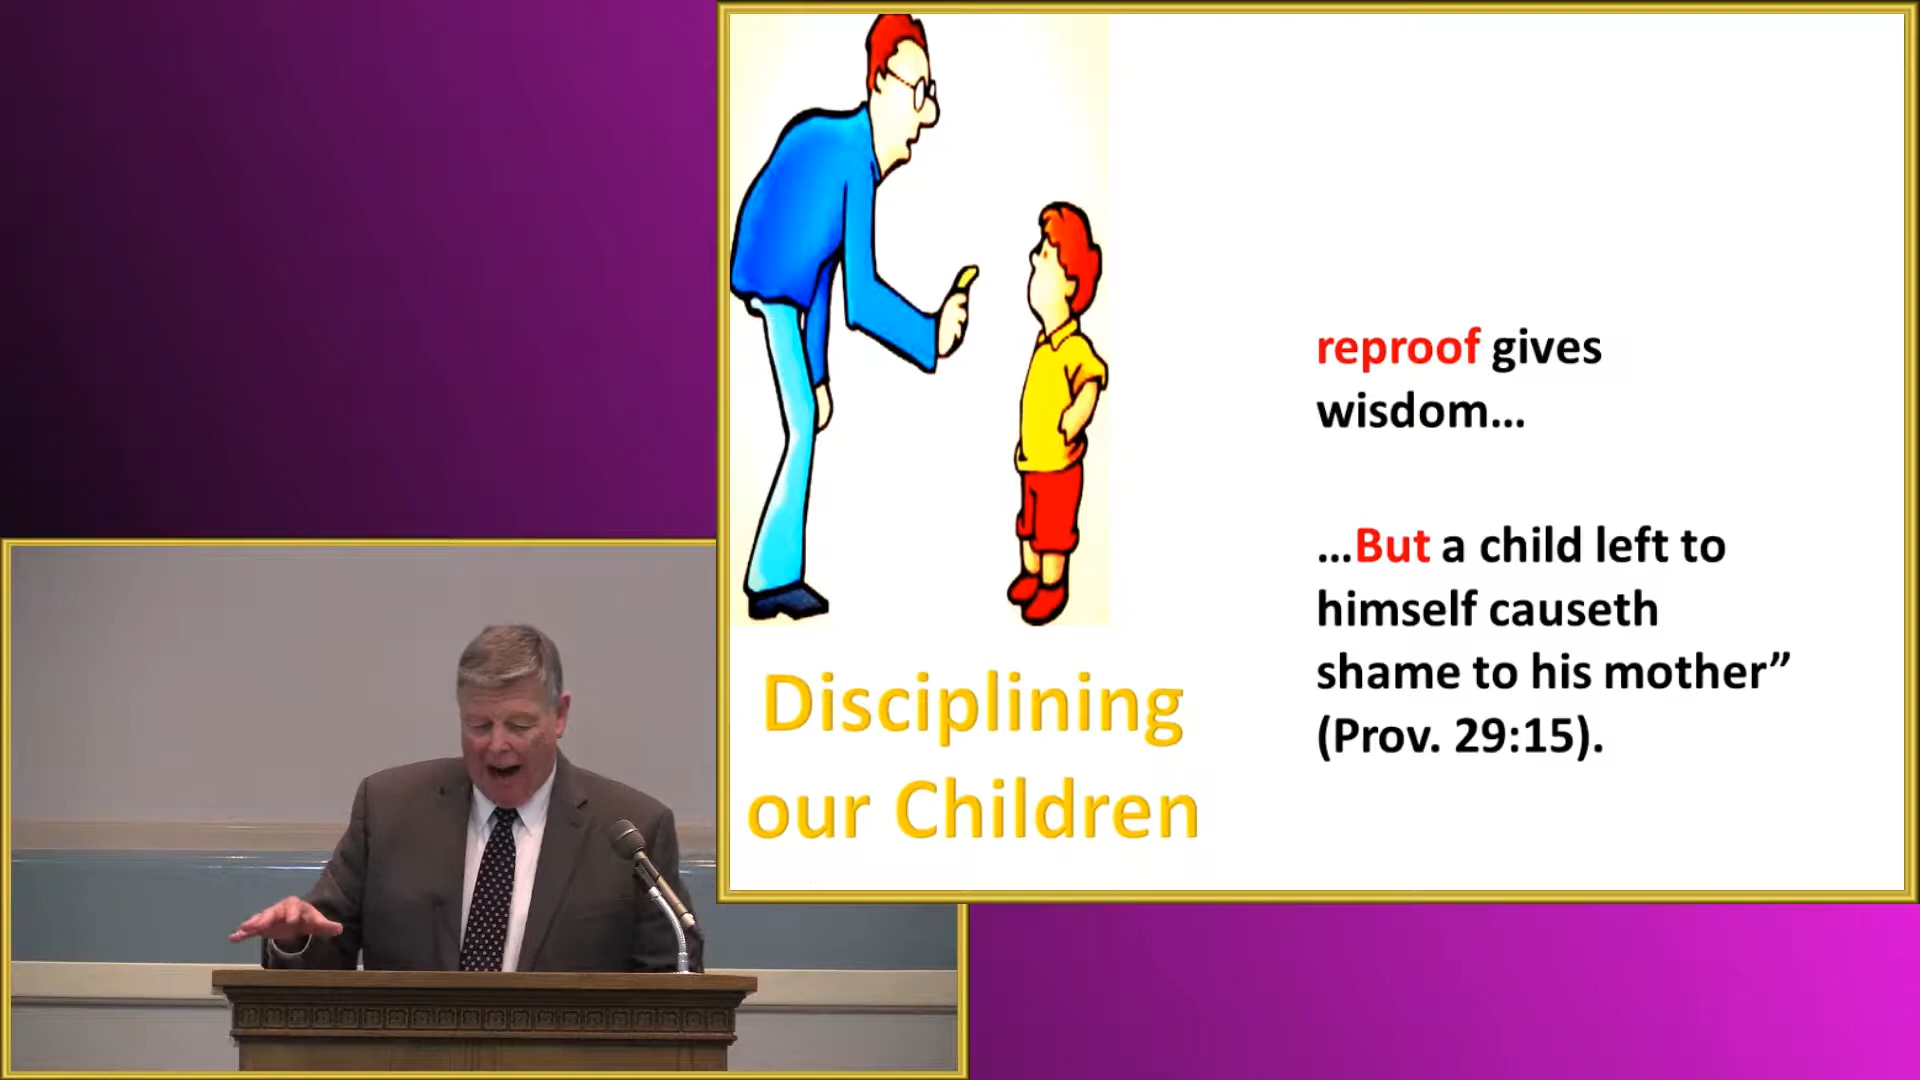 Disciplining
our Children
reproof gives
wisdom...
...But a child left to
himself causeth
shame to his mother”
(Prov. 29:15).